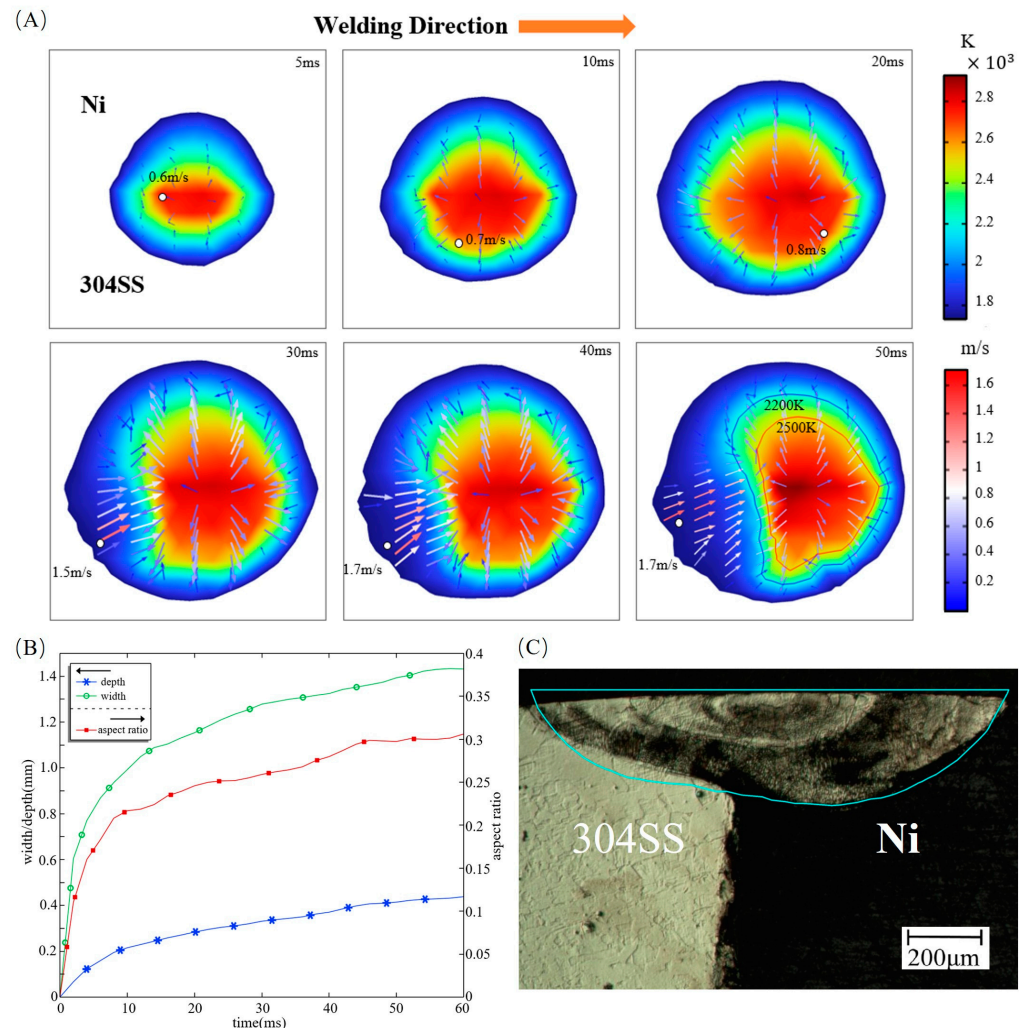 (A)
Welding Direction
5ms
Ni
0.6m/s
304SS
10ms
0.7m/s
20ms
0.8m/s
K
× 10³
2.8
2.6
2.4
2.2
2
1.8
30ms
1.5m/s
40ms
1.7m/s
50ms
2200K
2500K
1.7m/s
m/s
1.6
1.4
1.2
1
0.8
0.6
0.4
0.2
(B)
1.4
1.2
1.0
0.8
0.6
0.4
0.2
0
width/depth(mm)
depth
width
aspect ratio
0.4
0.35
0.3
0.25
0.2
0.15
0.1
0.05
0
aspect ratio
0 10 20 30 40 50 60
time(ms)
(C)
304SS
Ni
200μm